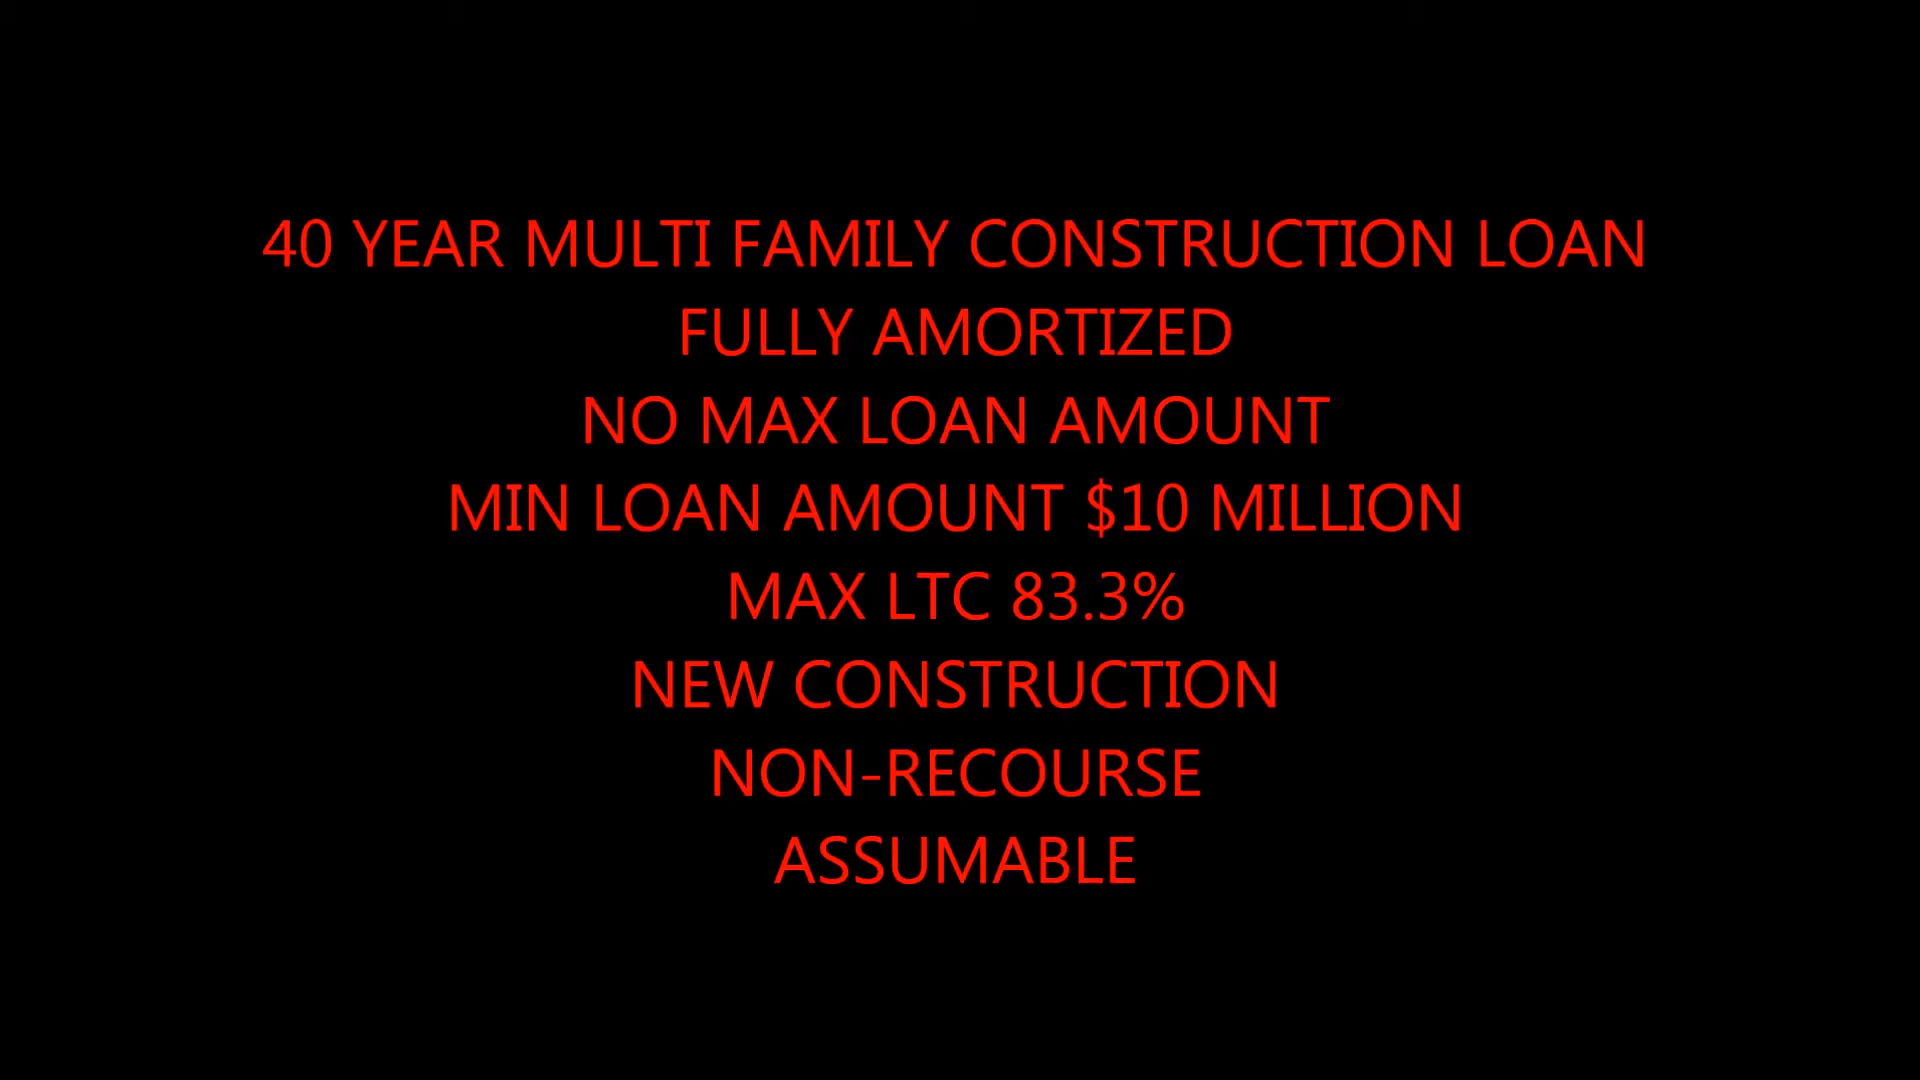 40 YEAR MULTI FAMILY CONSTRUCTION LOAN
FULLY AMORTIZED
NO MAX LOAN AMOUNT
MIN LOAN AMOUNT $10 MILLION
MAX LTC 83.3%
NEW CONSTRUCTION
NON-RECOURSE
ASSUMABLE